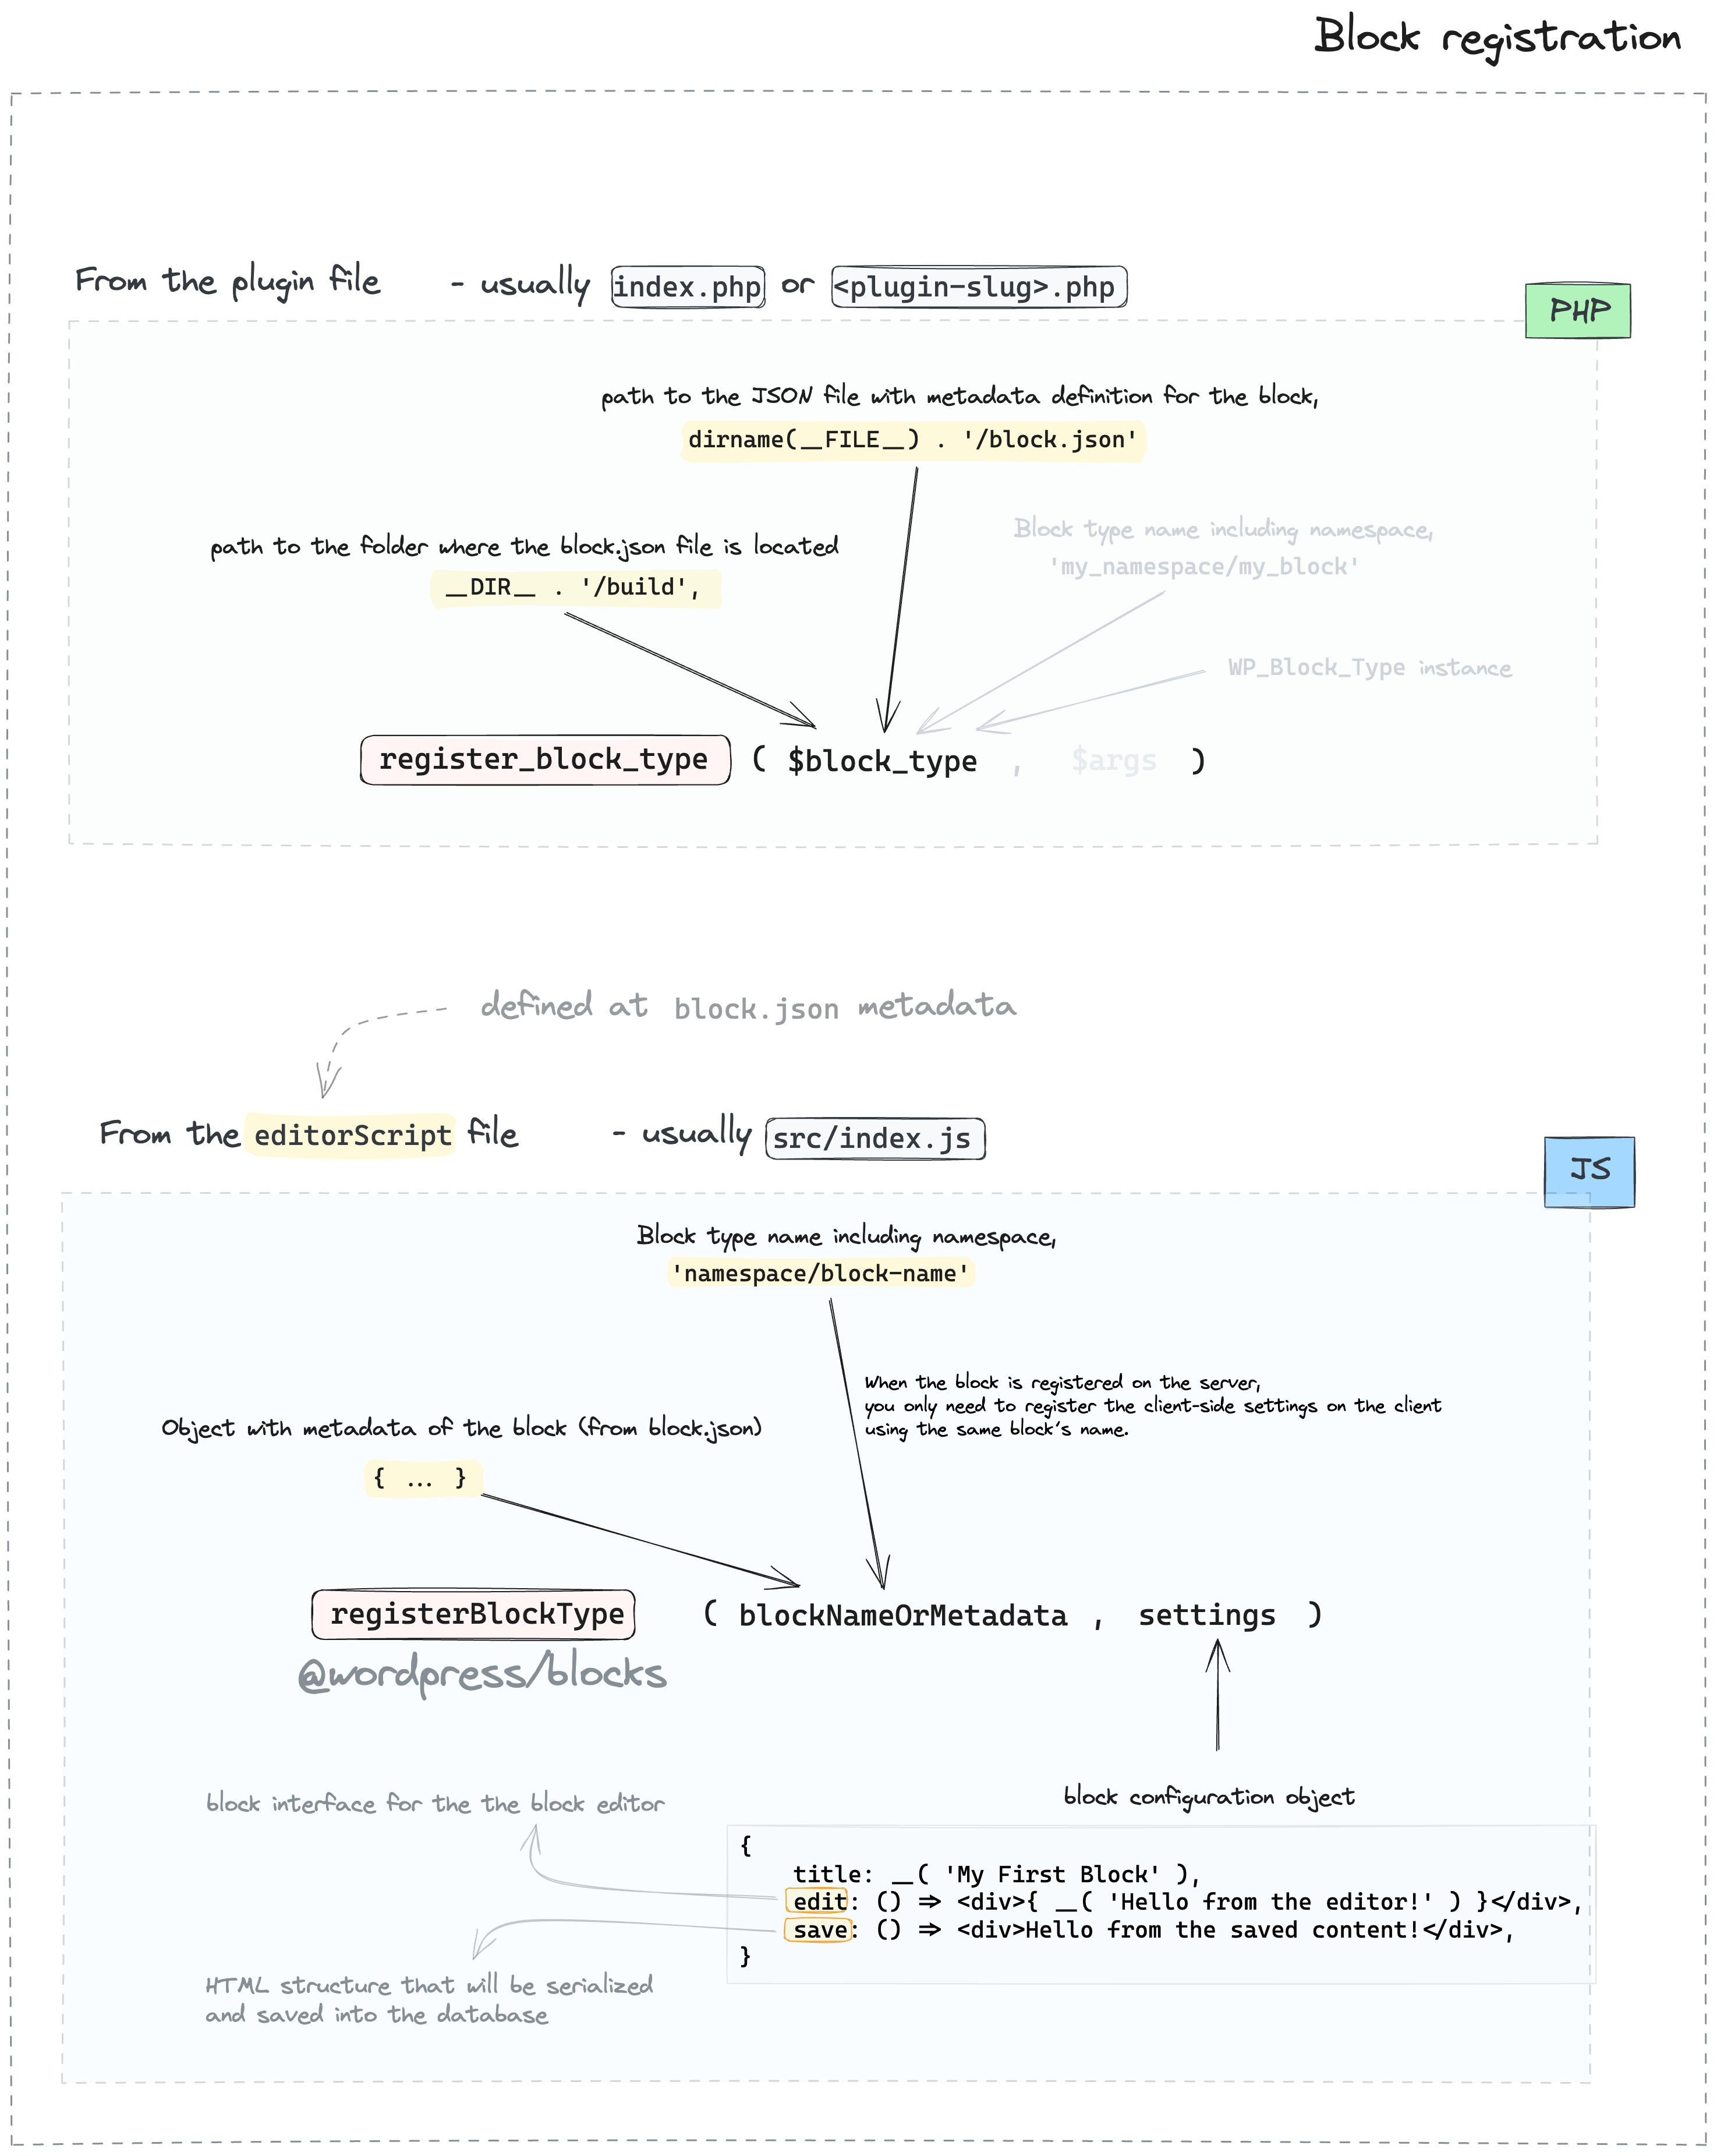 Block registration
From the plugin file - usually index.php or <plugin-slug>.php
PHP
path to the JSON file with metadata definition for the block,
dirname(__FILE__) . '/block.json'
Block type name including namespace,
'my_namespace/my_block'
path to the folder where the block.json file is located
__DIR__ . '/build',
WP_Block_Type instance
register_block_type ( $block_type , $args )
defined at block.json metadata
From the editorScript file - usually src/index.js
JS
Block type name including namespace,
'namespace/block-name'
When the block is registered on the server,
you only need to register the client-side settings on the client
using the same block's name.
Object with metadata of the block (from block.json)
{ ... }
registerBlockType ( blockNameOrMetadata , settings )
@wordpress/blocks
block interface for the the block editor
block configuration object
{
title: __( 'My First Block' ),
edit: () => <div>{ __( 'Hello from the editor!' ) }</div>,
save: () => <div>Hello from the saved content!</div>,
}
HTML structure that will be serialized
and saved into the database